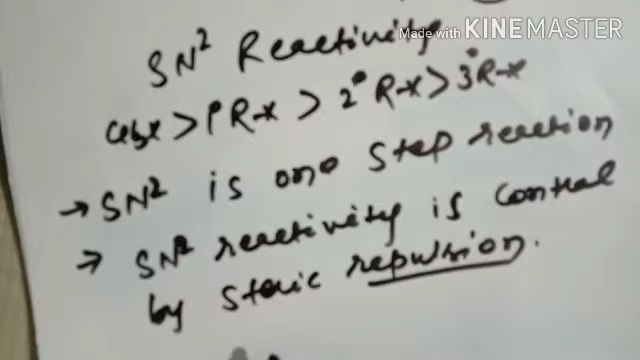 Made with KINEMASTER
SN² Reactivity
CH3X > 1° R-X > 2° R-X > 3° R-X
→ SN² is one step reaction
→ SN² reactivity is control
by steric repulsion.